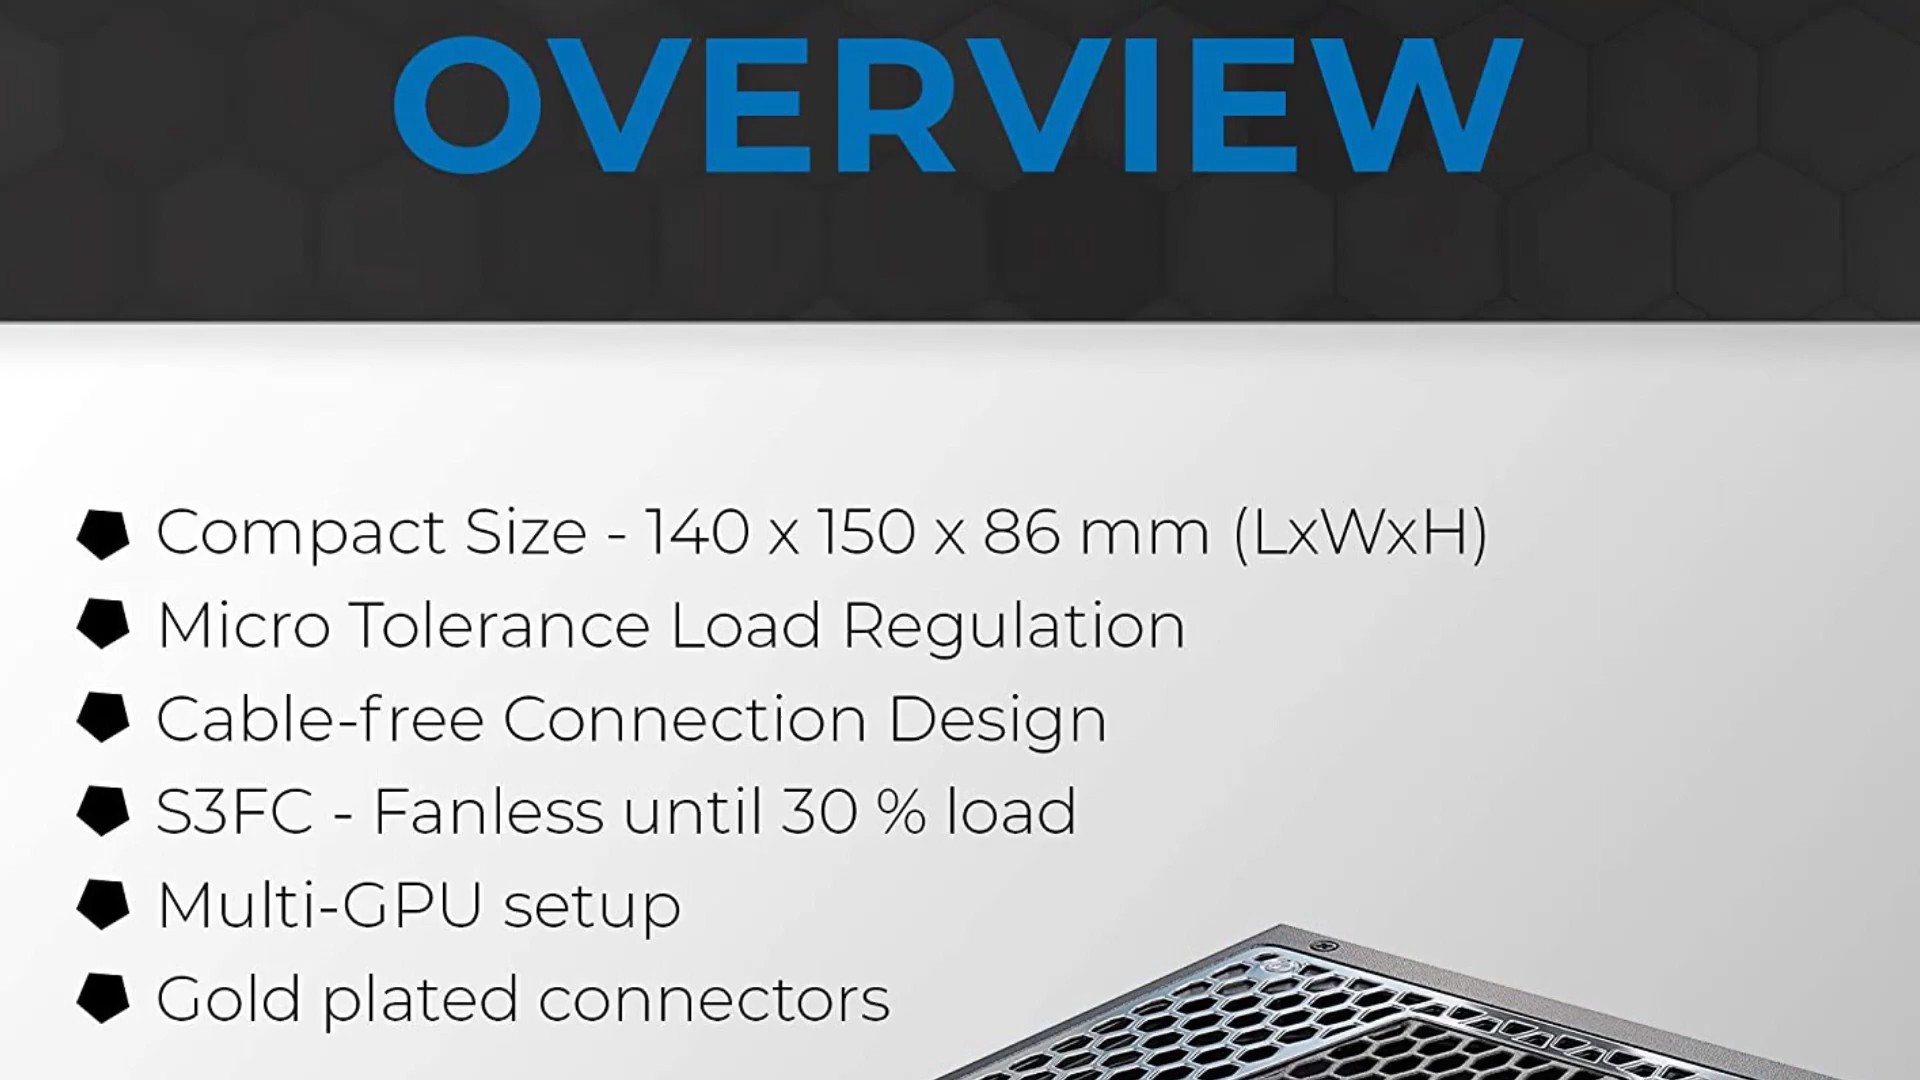 OVERVIEW
Compact Size - 140 x 150 x 86 mm (LxWxH)
Micro Tolerance Load Regulation
Cable-free Connection Design
S3FC - Fanless until 30 % load
Multi-GPU setup
Gold plated connectors